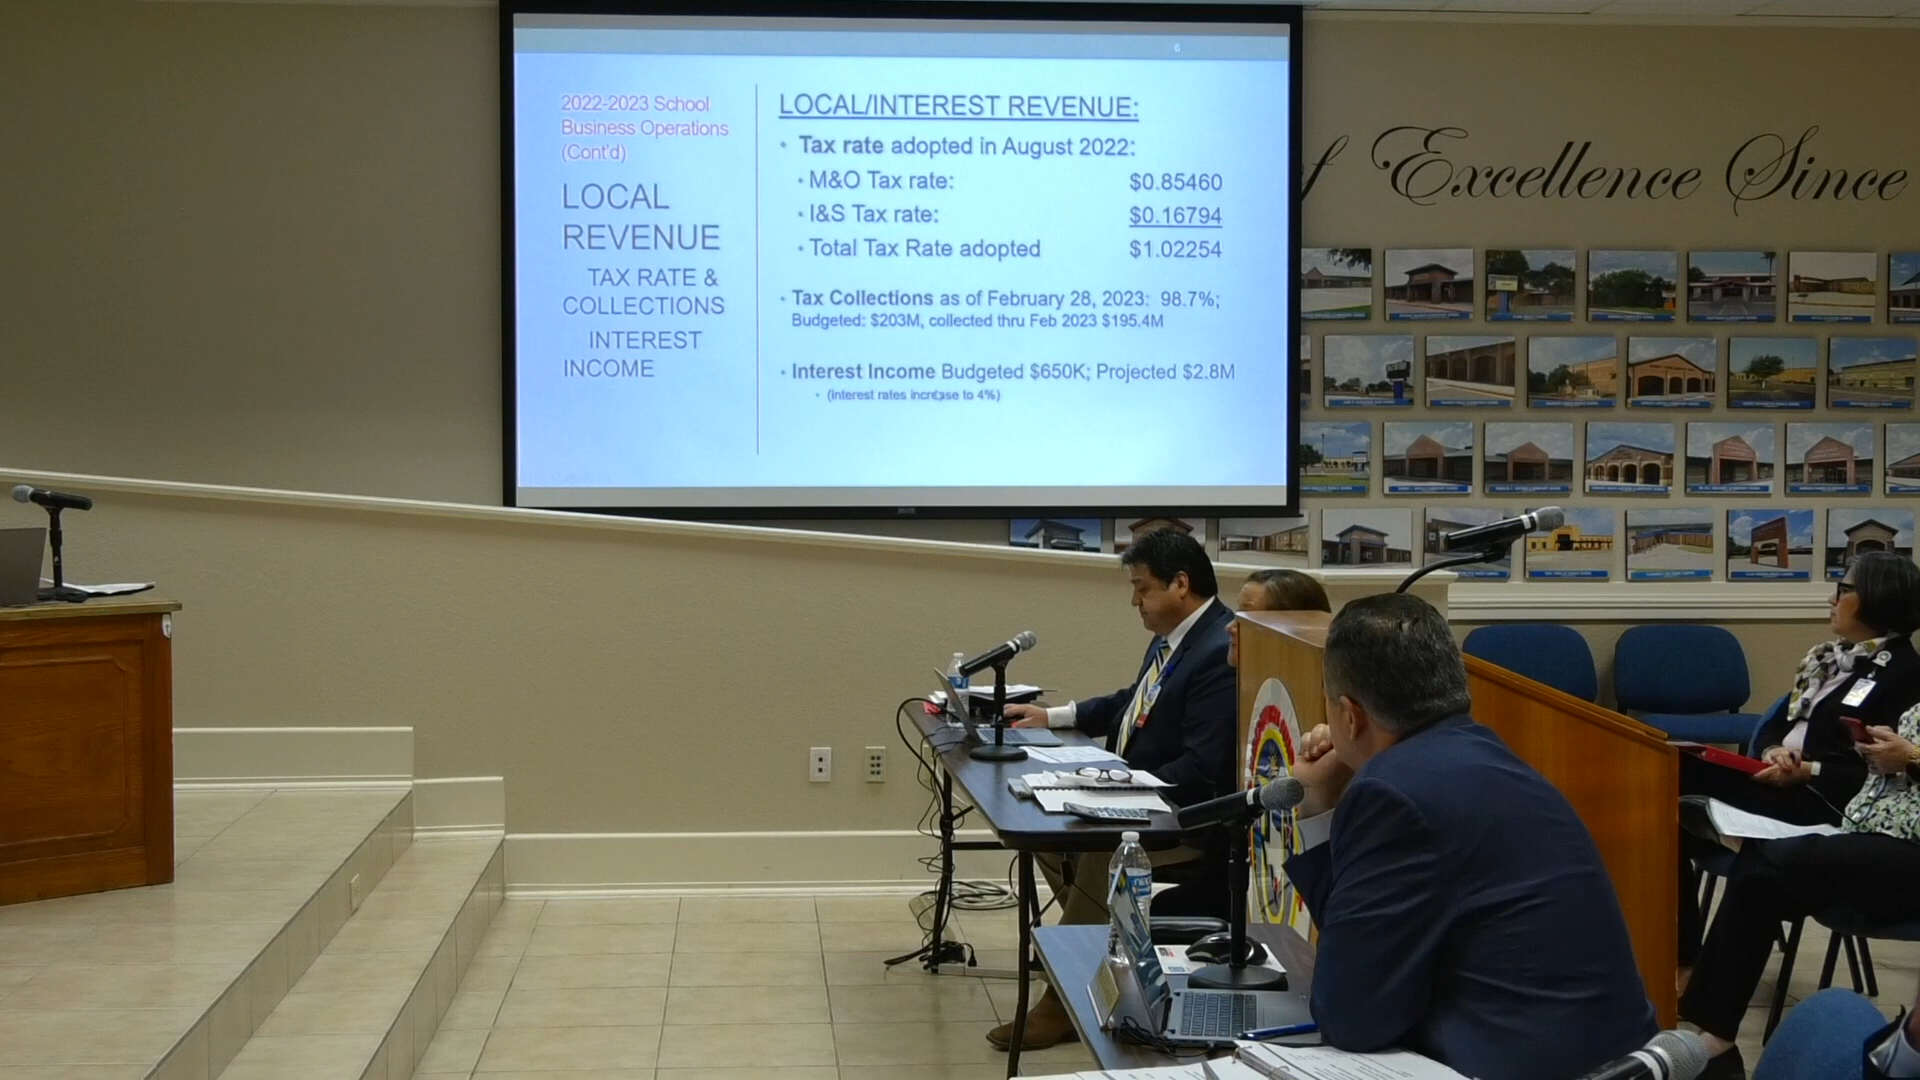 6
2022-2023 School
Business Operations
(Cont'd)
LOCAL
REVENUE
TAX RATE &
COLLECTIONS
INTEREST
INCOME
LOCAL/INTEREST REVENUE:
• Tax rate adopted in August 2022:
• M&O Tax rate: $0.85460
• I&S Tax rate: $0.16794
• Total Tax Rate adopted $1.02254
• Tax Collections as of February 28, 2023: 98.7%;
Budgeted: $203M, collected thru Feb 2023 $195.4M
• Interest Income Budgeted $650K; Projected $2.8M
• (Interest rates increase to 4%)
f Excellence Since